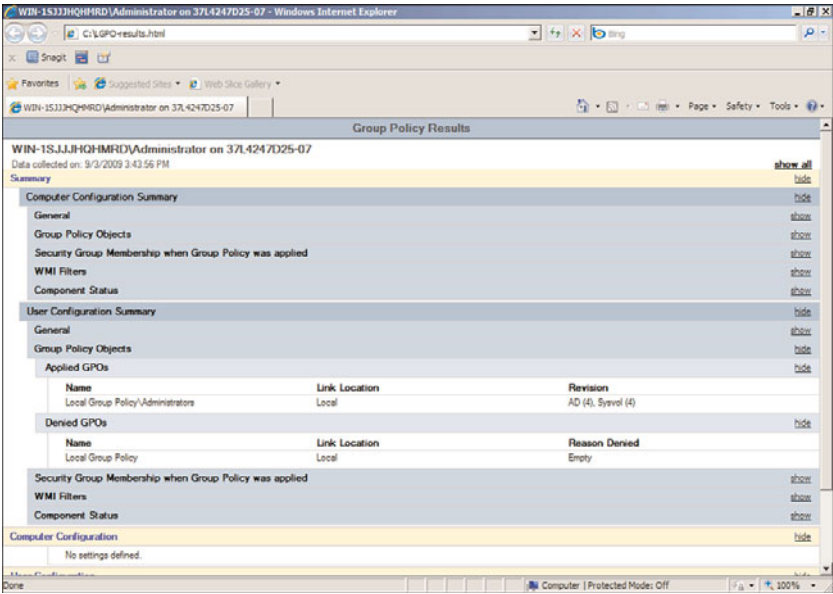 WIN-1SJJJHQHMRD\Administrator on 37L4247D25-07 - Windows Internet Explorer
C:\LGPO-results.html
Bing
Snagit
Favorites Suggested Sites Web Slice Gallery
WIN-1SJJJHQHMRD\Administrator on 37L4247D25-07 Page Safety Tools
Group Policy Results
WIN-1SJJJHQHMRD\Administrator on 37L4247D25-07
Data collected on: 9/3/2009 3:43:56 PM show all
Summary hide
Computer Configuration Summary hide
General show
Group Policy Objects show
Security Group Membership when Group Policy was applied show
WMI Filters show
Component Status show
User Configuration Summary hide
General show
Group Policy Objects hide
Applied GPOs hide
Name Link Location Revision
Local Group Policy\Administrators Local AD (4), Sysvol (4)
Denied GPOs hide
Name Link Location Reason Denied
Local Group Policy Local Empty
Security Group Membership when Group Policy was applied show
WMI Filters show
Component Status show
Computer Configuration hide
No settings defined.
User Configuration hide
Done Computer | Protected Mode: Off 100%